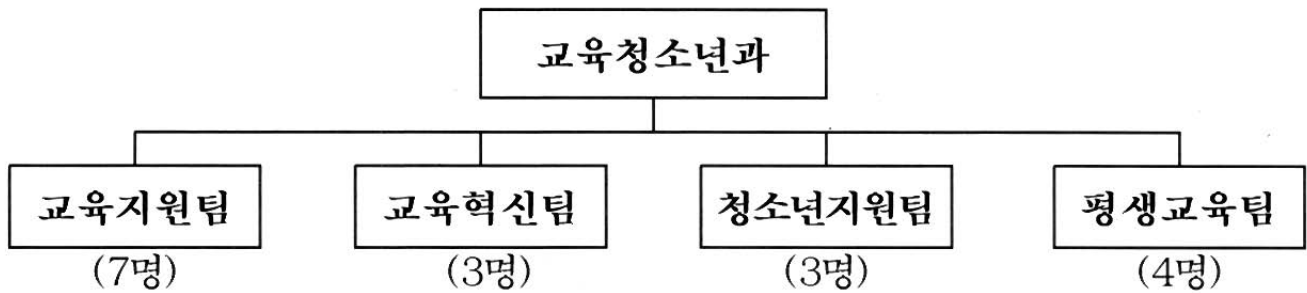 교육청소년과
교육지원팀 교육혁신팀 청소년지원팀 평생교육팀
(7명) (3명) (3명) (4명)